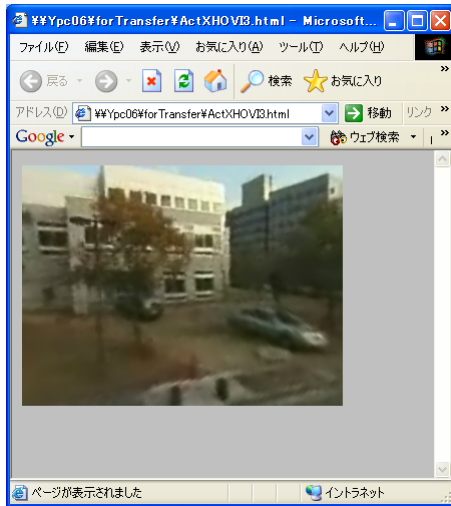 ¥¥Ypc06¥forTransfer¥ActXHOVI3.html - Microsoft...
ファイル(F) 編集(E) 表示(V) お気に入り(A) ツール(T) ヘルプ(H)
戻る 検索 お気に入り »
アドレス(D) ¥¥Ypc06¥forTransfer¥ActXHOVI3.html 移動 リンク »
Google ウェブ検索 »
ページが表示されました イントラネット